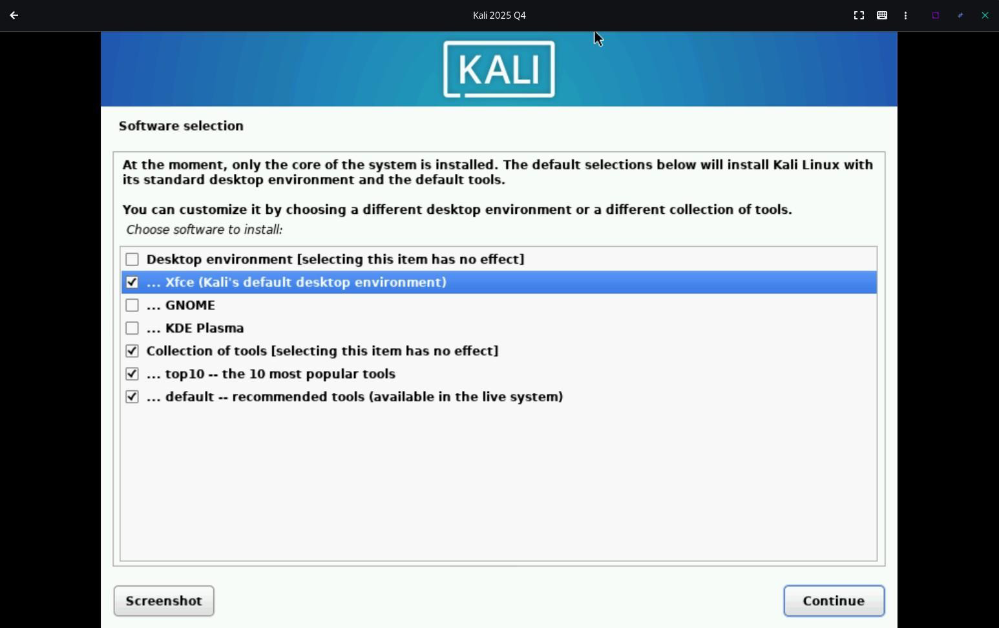 Kali 2025 Q4
KALI
Software selection
At the moment, only the core of the system is installed. The default selections below will install Kali Linux with
its standard desktop environment and the default tools.
You can customize it by choosing a different desktop environment or a different collection of tools.
Choose software to install:
Desktop environment [selecting this item has no effect]
... Xfce (Kali's default desktop environment)
... GNOME
... KDE Plasma
Collection of tools [selecting this item has no effect]
... top10 -- the 10 most popular tools
... default -- recommended tools (available in the live system)
Screenshot
Continue